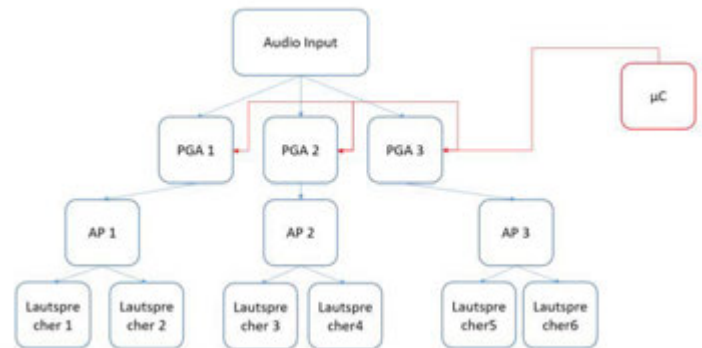 Audio Input
µC
PGA 1
PGA 2
PGA 3
AP 1
AP 2
AP 3
Lautspre
cher 1
Lautspre
cher 2
Lautspre
cher 3
Lautspre
cher4
Lautspre
cher5
Lautspre
cher6